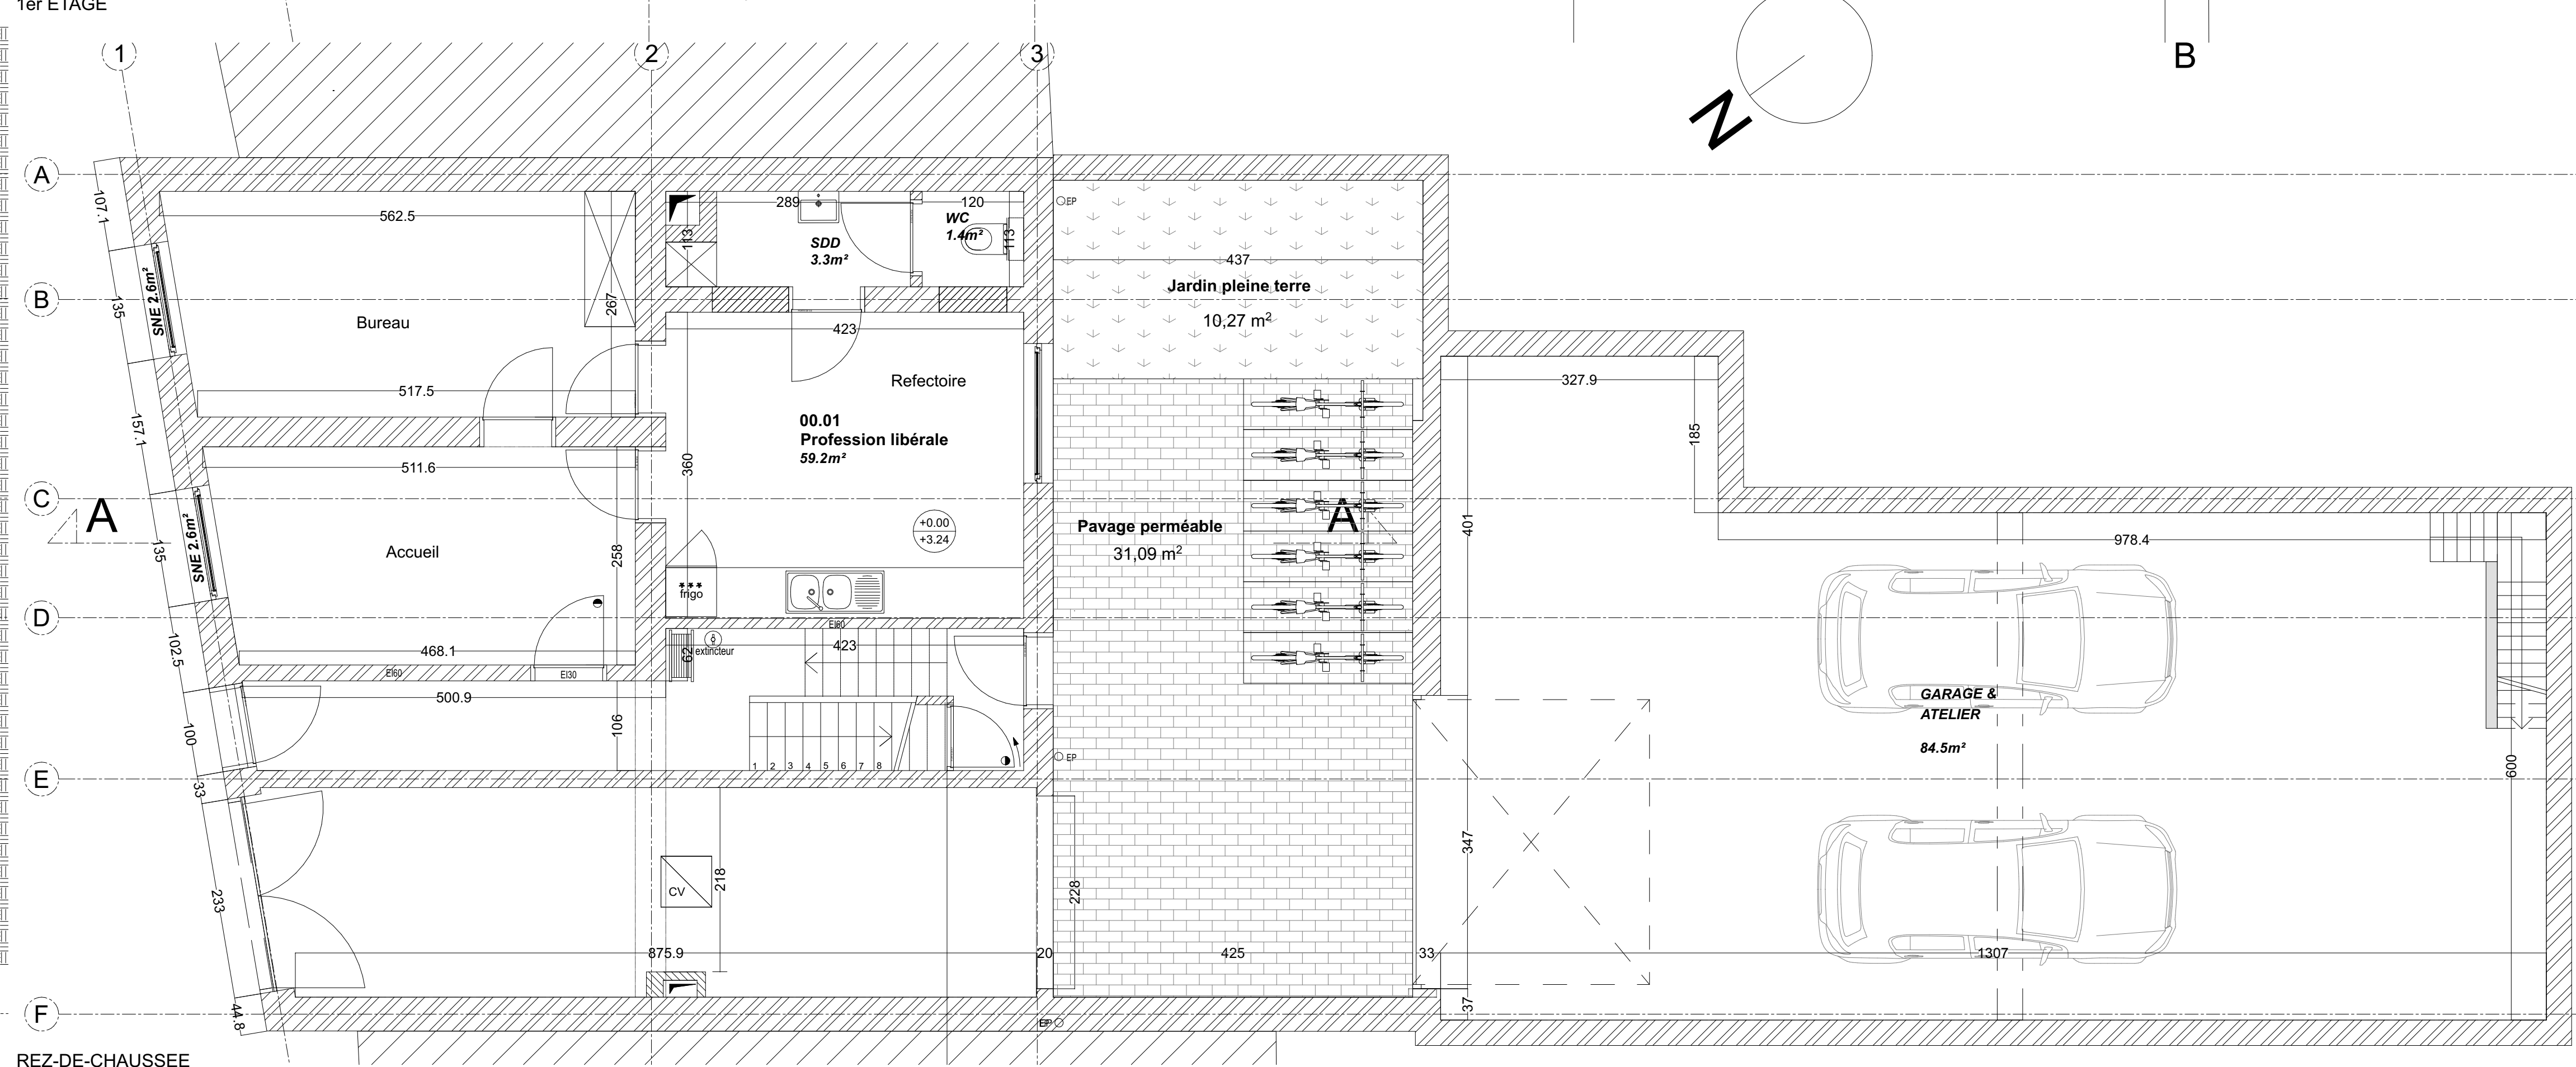 1er ETAGE
1
2
3
B
N
A
B
C
D
E
F
A
A
107.1
135
157.1
135
102.5
100
33
233
44.8
SNE 2.6m²
SNE 2.6m²
562.5
267
Bureau
517.5
511.6
Accueil
258
468.1
EI60
EI30
500.9
106
289
120
113
113
SDD
3.3m²
WC
1.4m²
423
Refectoire
00.01
Profession libérale
59.2m²
360
+0.00
+3.24
frigo
EI60
62
extincteur
423
1 2 3 4 5 6 7 8
CV
218
228
875.9
20
425
33
1307
EP
437
Jardin pleine terre
10,27 m²
Pavage perméable
31,09 m²
EP
EP
327.9
185
401
978.4
GARAGE &
ATELIER
84.5m²
600
347
37
REZ-DE-CHAUSSEE